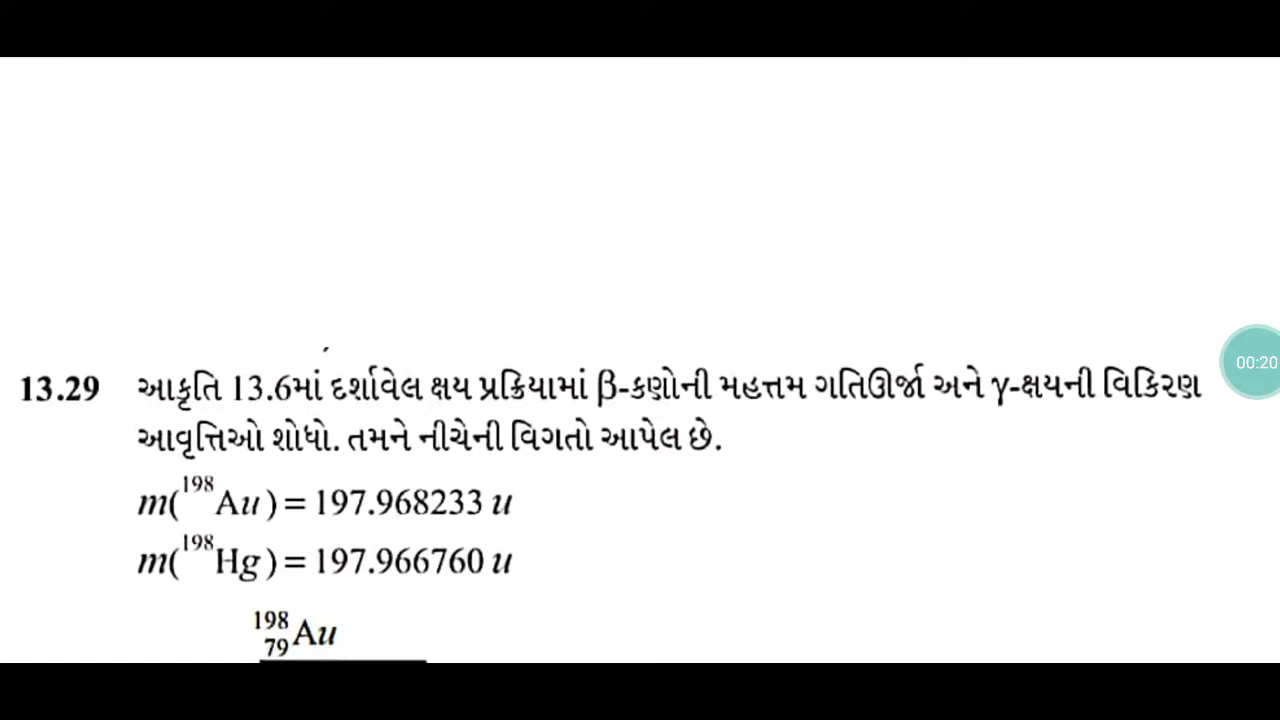 00:20
13.29 આકૃતિ 13.6માં દર્શાવેલ ક્ષય પ્રક્રિયામાં β-કણોની મહત્તમ ગતિઊર્જા અને γ-ક્ષયની વિકિરણ
આવૃત્તિઓ શોધો. તમને નીચેની વિગતો આપેલ છે.
m(¹⁹⁸Au) = 197.968233 u
m(¹⁹⁸Hg) = 197.966760 u
¹⁹⁸₇₉Au